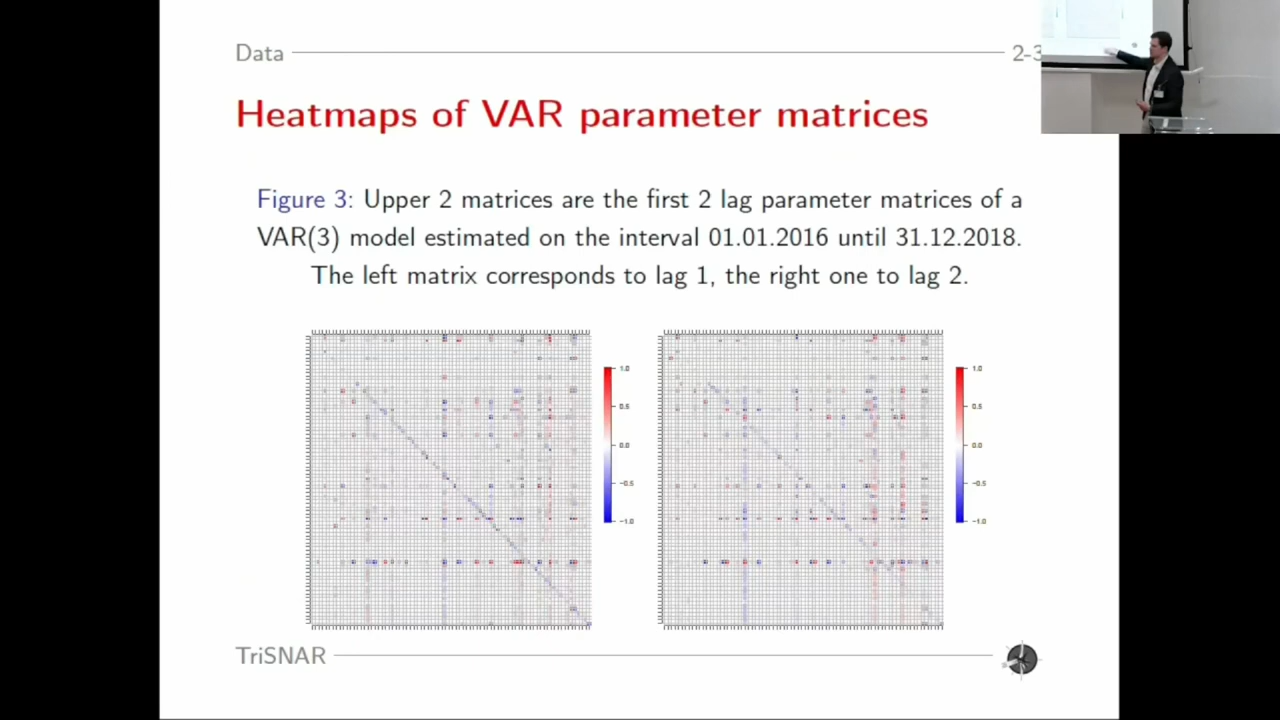 Data
2-3
Heatmaps of VAR parameter matrices
Figure 3: Upper 2 matrices are the first 2 lag parameter matrices of a
VAR(3) model estimated on the interval 01.01.2016 until 31.12.2018.
The left matrix corresponds to lag 1, the right one to lag 2.
1.0
0.5
0.0
−0.5
−1.0
1.0
0.5
0.0
−0.5
−1.0
TriSNAR